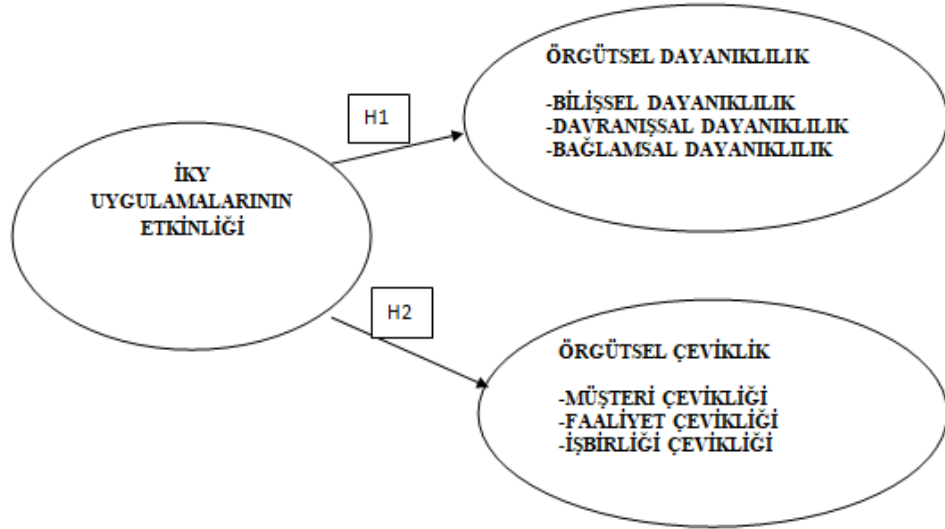 İKY
UYGULAMALARININ
ETKİNLİĞİ
H1
ÖRGÜTSEL DAYANIKLILIK
-BİLİŞSEL DAYANIKLILIK
-DAVRANIŞSAL DAYANIKLILIK
-BAĞLAMSAL DAYANIKLILIK
H2
ÖRGÜTSEL ÇEVİKLİK
-MÜŞTERİ ÇEVİKLİĞİ
-FAALİYET ÇEVİKLİĞİ
-İŞBİRLİĞİ ÇEVİKLİĞİ